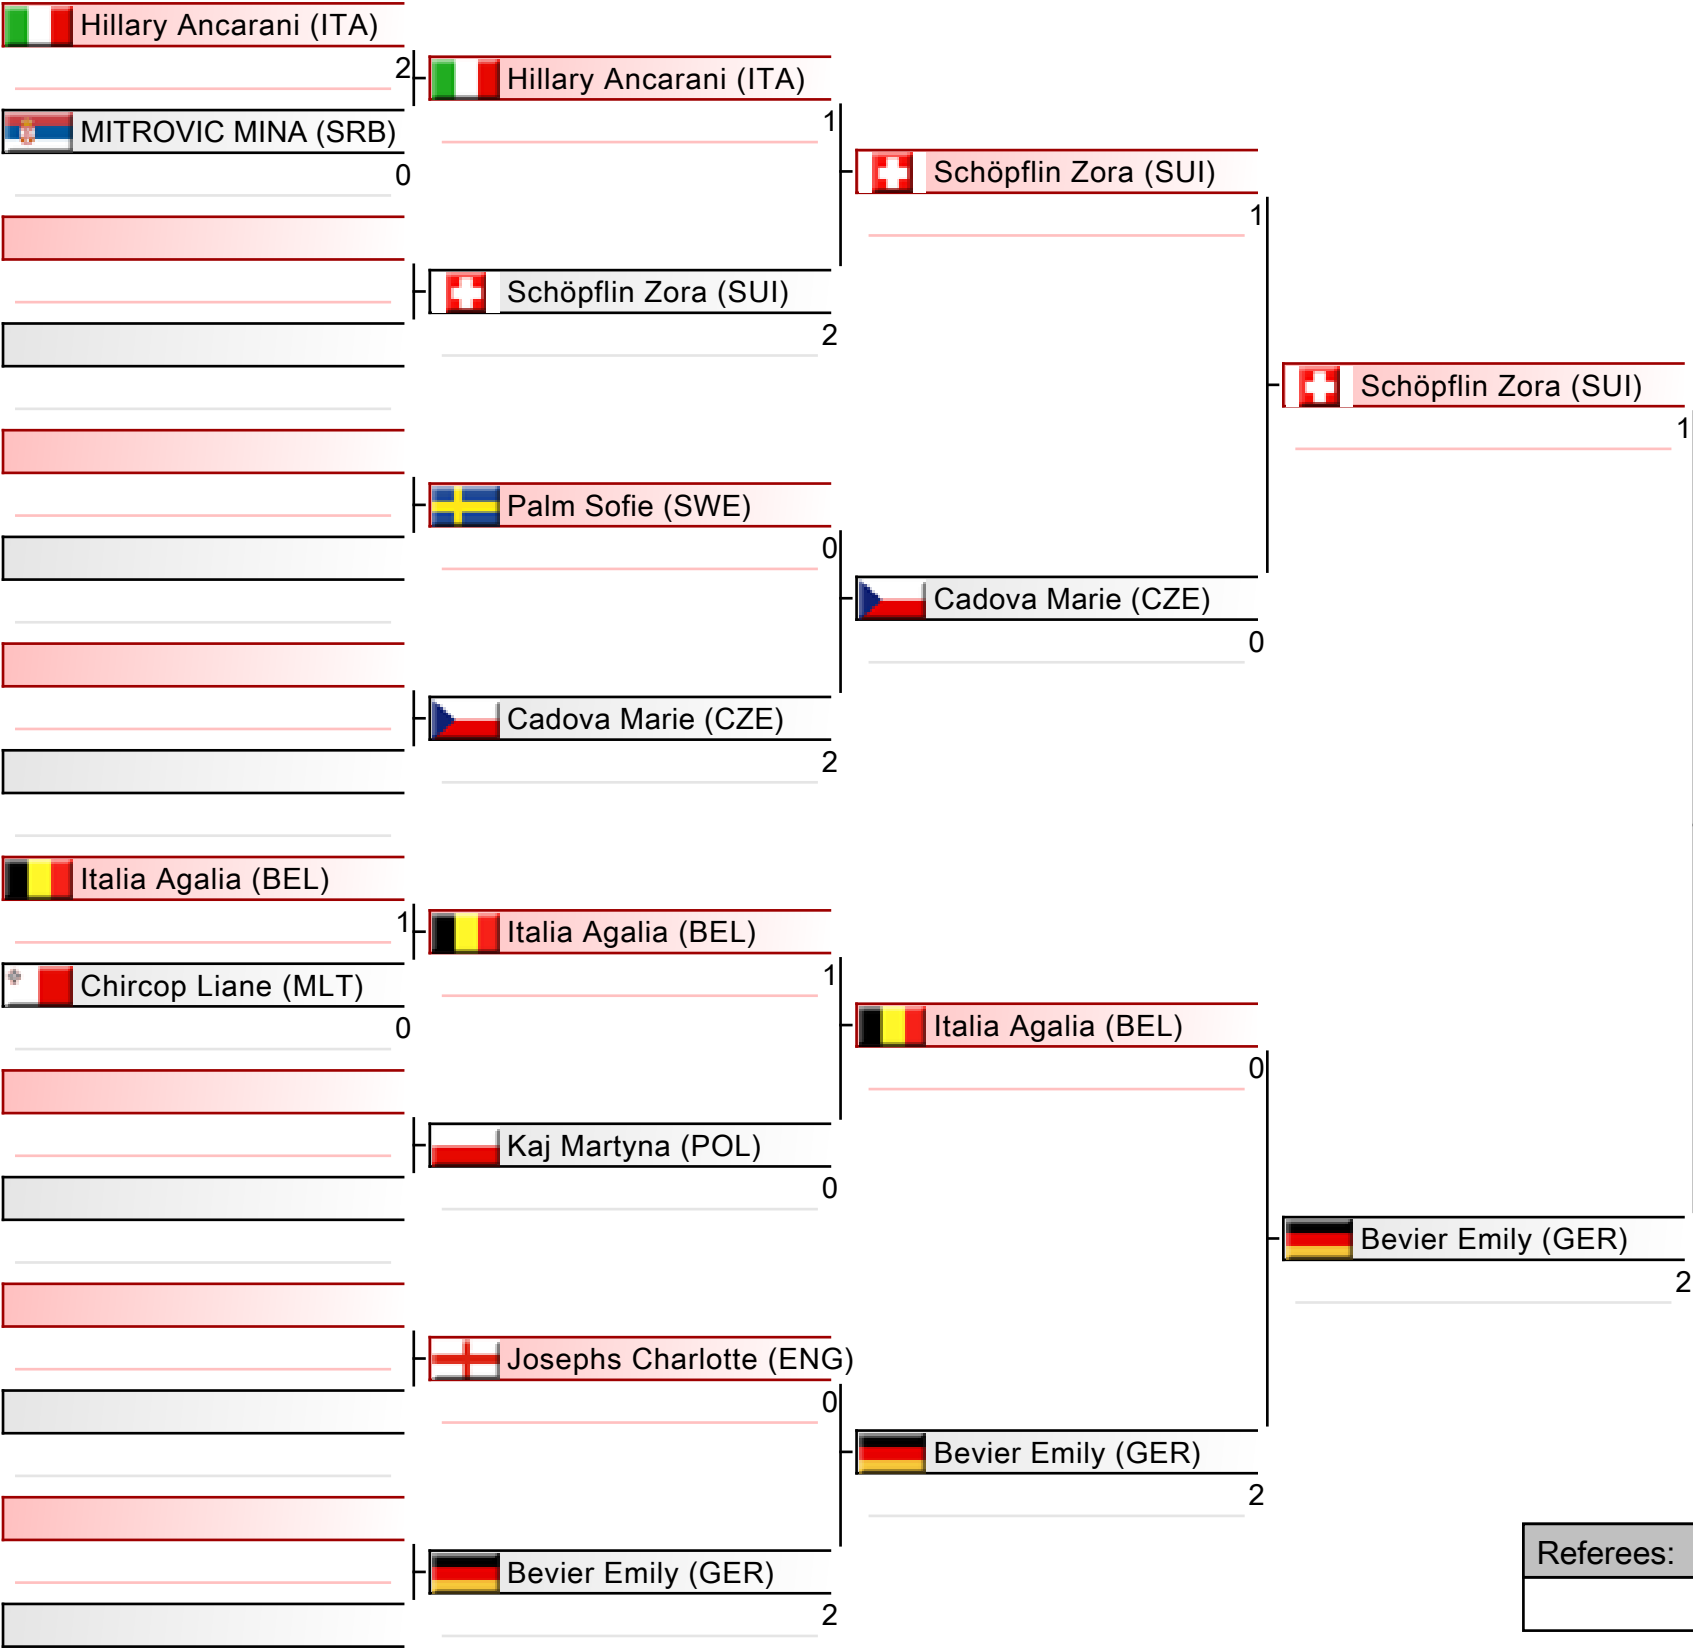 Hillary Ancarani (ITA)
2
MITROVIC MINA (SRB)
0
Italia Agalia (BEL)
1
Chircop Liane (MLT)
0
Hillary Ancarani (ITA)
1
Schöpflin Zora (SUI)
2
Palm Sofie (SWE)
0
Cadova Marie (CZE)
2
Italia Agalia (BEL)
1
Kaj Martyna (POL)
0
Josephs Charlotte (ENG)
0
Bevier Emily (GER)
2
Schöpflin Zora (SUI)
1
Cadova Marie (CZE)
0
Italia Agalia (BEL)
0
Bevier Emily (GER)
2
Schöpflin Zora (SUI)
1
Bevier Emily (GER)
2
Referees: